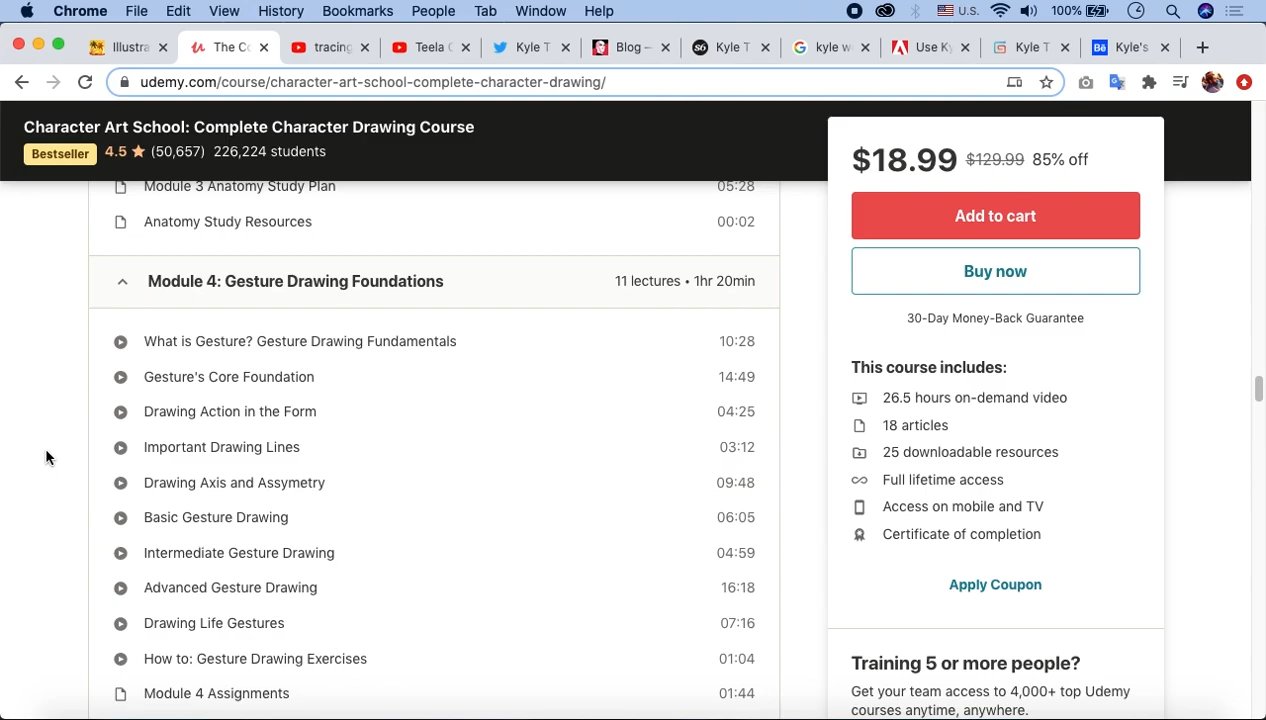 Chrome File Edit View History Bookmarks People Tab Window Help U.S. 100%
Illustra The Co tracing Teela C Kyle T Blog – Kyle T kyle w Use Ky Kyle T Kyle's
udemy.com/course/character-art-school-complete-character-drawing/
Character Art School: Complete Character Drawing Course
Bestseller 4.5 ★ (50,657) 226,224 students
Module 3 Anatomy Study Plan 05:28
Anatomy Study Resources 00:02
Module 4: Gesture Drawing Foundations 11 lectures • 1hr 20min
What is Gesture? Gesture Drawing Fundamentals 10:28
Gesture's Core Foundation 14:49
Drawing Action in the Form 04:25
Important Drawing Lines 03:12
Drawing Axis and Assymetry 09:48
Basic Gesture Drawing 06:05
Intermediate Gesture Drawing 04:59
Advanced Gesture Drawing 16:18
Drawing Life Gestures 07:16
How to: Gesture Drawing Exercises 01:04
Module 4 Assignments 01:44
$18.99 $129.99 85% off
Add to cart
Buy now
30-Day Money-Back Guarantee
This course includes:
26.5 hours on-demand video
18 articles
25 downloadable resources
Full lifetime access
Access on mobile and TV
Certificate of completion
Apply Coupon
Training 5 or more people?
Get your team access to 4,000+ top Udemy
courses anytime, anywhere.